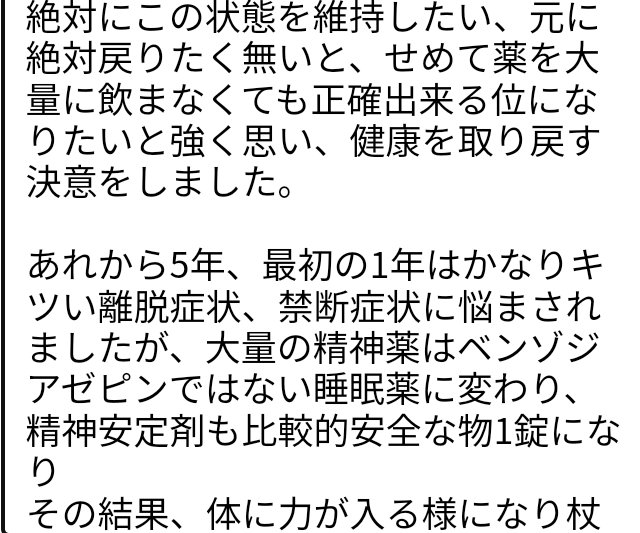 絶対にこの状態を維持したい、元に
絶対戻りたく無いと、せめて薬を大
量に飲まなくても正確出来る位にな
りたいと強く思い、健康を取り戻す
決意をしました。
あれから5年、最初の1年はかなりキ
ツい離脱症状、禁断症状に悩まされ
ましたが、大量の精神薬はベンゾジ
アゼピンではない睡眠薬に変わり、
精神安定剤も比較的安全な物1錠にな
り
その結果、体に力が入る様になり杖